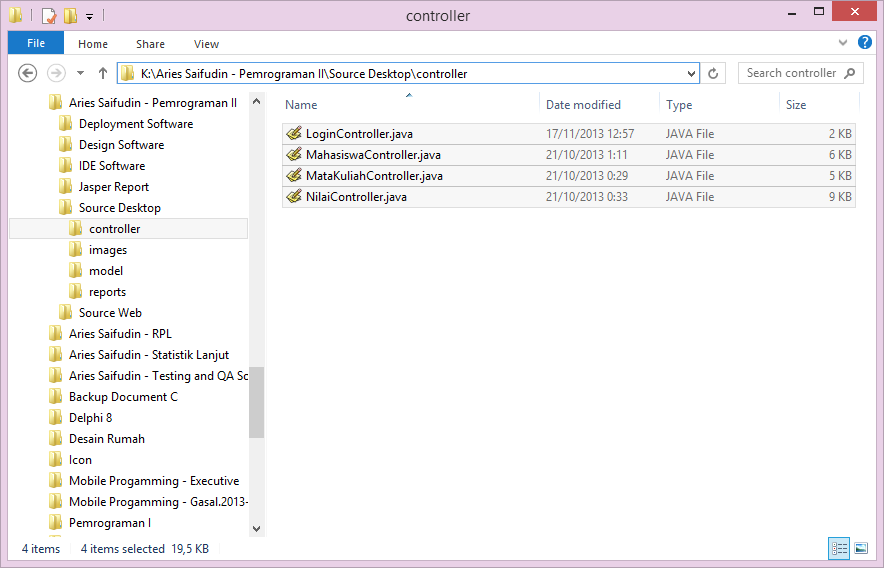 controller
File Home Share View
K:\Aries Saifudin - Pemrograman II\Source Desktop\controller
Search controller
Name Date modified Type Size
LoginController.java 17/11/2013 12:57 JAVA File 2 KB
MahasiswaController.java 21/10/2013 1:11 JAVA File 6 KB
MataKuliahController.java 21/10/2013 0:29 JAVA File 5 KB
NilaiController.java 21/10/2013 0:33 JAVA File 9 KB
Aries Saifudin - Pemrograman II
Deployment Software
Design Software
IDE Software
Jasper Report
Source Desktop
controller
images
model
reports
Source Web
Aries Saifudin - RPL
Aries Saifudin - Statistik Lanjut
Aries Saifudin - Testing and QA Sc
Backup Document C
Delphi 8
Desain Rumah
Icon
Mobile Progamming - Executive
Mobile Progamming - Gasal.2013-
Pemrograman I
4 items 4 items selected 19,5 KB